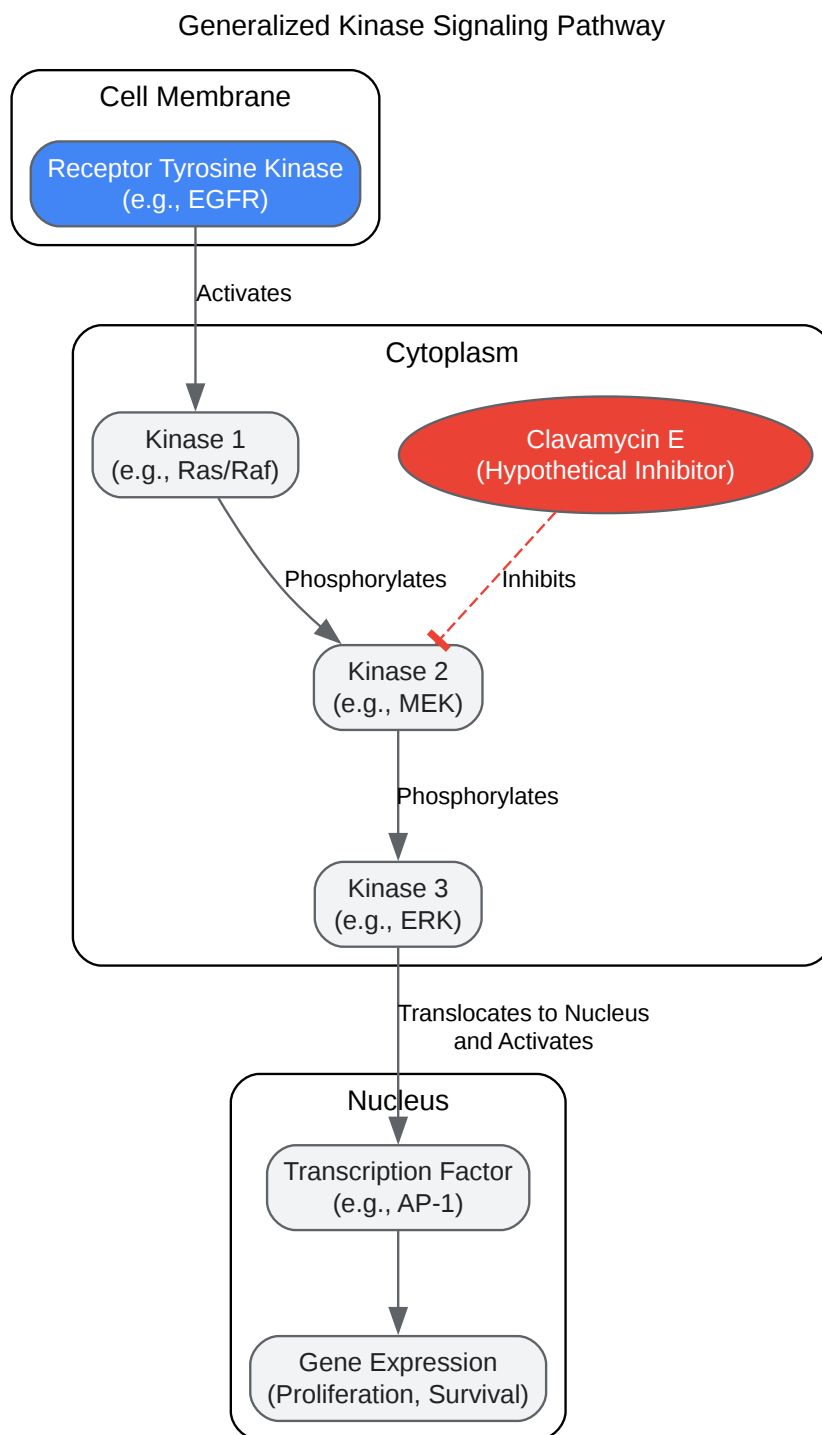 Generalized Kinase Signaling Pathway
Cell Membrane
Receptor Tyrosine Kinase
(e.g., EGFR)
Activates
Cytoplasm
Kinase 1
(e.g., Ras/Raf)
Clavamycin E
(Hypothetical Inhibitor)
Phosphorylates
Inhibits
Kinase 2
(e.g., MEK)
Phosphorylates
Kinase 3
(e.g., ERK)
Translocates to Nucleus
and Activates
Nucleus
Transcription Factor
(e.g., AP-1)
Gene Expression
(Proliferation, Survival)